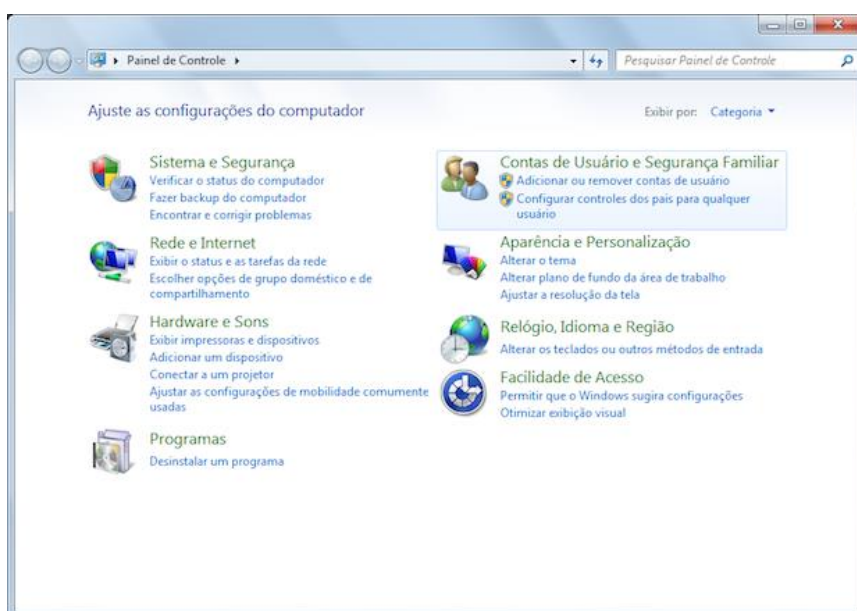 Painel de Controle
Pesquisar Painel de Controle
Ajuste as configurações do computador
Exibir por: Categoria
Sistema e Segurança
Verificar o status do computador
Fazer backup do computador
Encontrar e corrigir problemas
Rede e Internet
Exibir o status e as tarefas da rede
Escolher opções de grupo doméstico e de
compartilhamento
Hardware e Sons
Exibir impressoras e dispositivos
Adicionar um dispositivo
Conectar a um projetor
Ajustar as configurações de mobilidade comumente
usadas
Programas
Desinstalar um programa
Contas de Usuário e Segurança Familiar
Adicionar ou remover contas de usuário
Configurar controles dos pais para qualquer
usuário
Aparência e Personalização
Alterar o tema
Alterar plano de fundo da área de trabalho
Ajustar a resolução da tela
Relógio, Idioma e Região
Alterar os teclados ou outros métodos de entrada
Facilidade de Acesso
Permitir que o Windows sugira configurações
Otimizar exibição visual